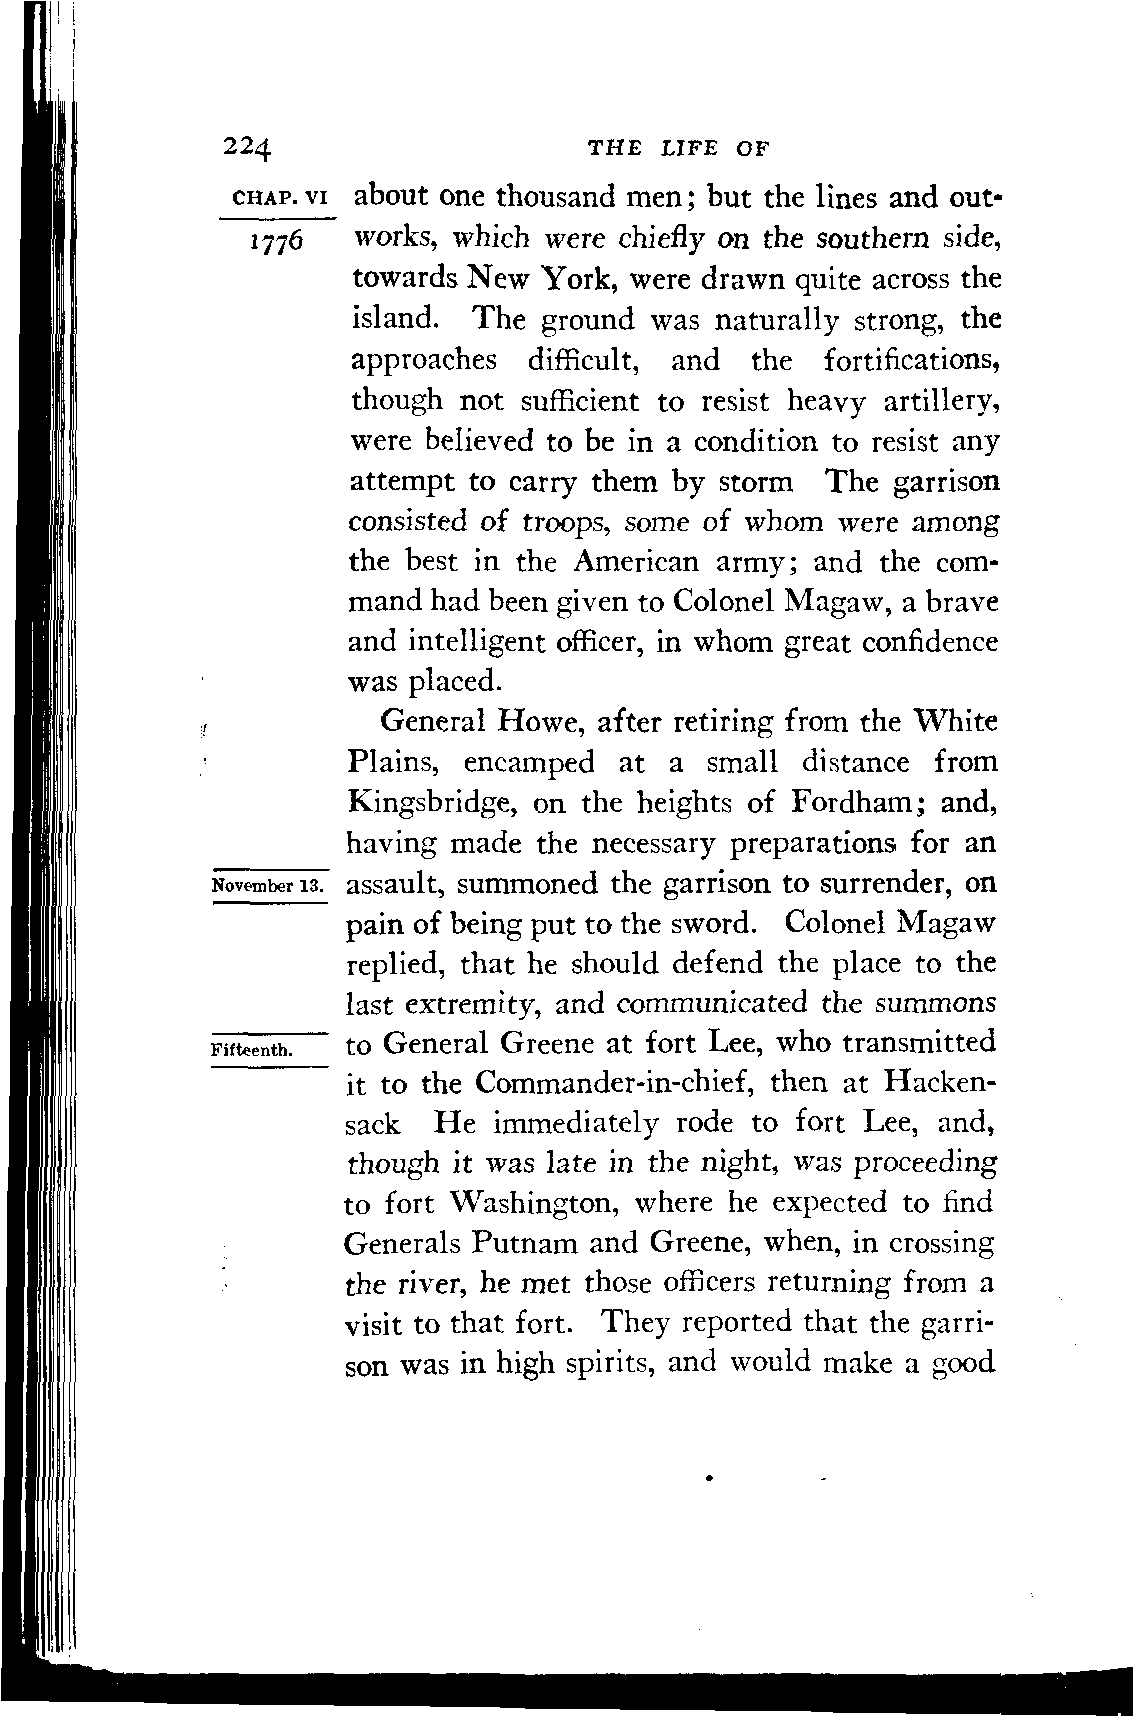 224 THE LIFE OF
CHAP. VI about one thousand men; but the lines and out-
1776 works, which were chiefly on the southern side,
towards New York, were drawn quite across the
island. The ground was naturally strong, the
approaches difficult, and the fortifications,
though not sufficient to resist heavy artillery,
were believed to be in a condition to resist any
attempt to carry them by storm The garrison
consisted of troops, some of whom were among
the best in the American army; and the com-
mand had been given to Colonel Magaw, a brave
and intelligent officer, in whom great confidence
was placed.
General Howe, after retiring from the White
Plains, encamped at a small distance from
Kingsbridge, on the heights of Fordham; and,
having made the necessary preparations for an
November 13. assault, summoned the garrison to surrender, on
pain of being put to the sword. Colonel Magaw
replied, that he should defend the place to the
last extremity, and communicated the summons
Fifteenth. to General Greene at fort Lee, who transmitted
it to the Commander-in-chief, then at Hacken-
sack He immediately rode to fort Lee, and,
though it was late in the night, was proceeding
to fort Washington, where he expected to find
Generals Putnam and Greene, when, in crossing
the river, he met those officers returning from a
visit to that fort. They reported that the garri-
son was in high spirits, and would make a good